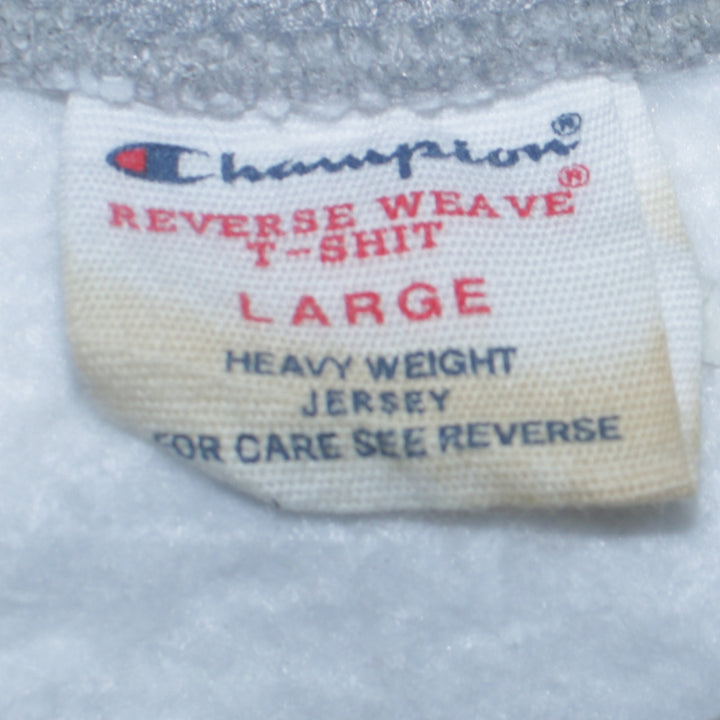 Champion®
REVERSE WEAVE®
T-SHIT
LARGE
HEAVY WEIGHT
JERSEY
FOR CARE SEE REVERSE